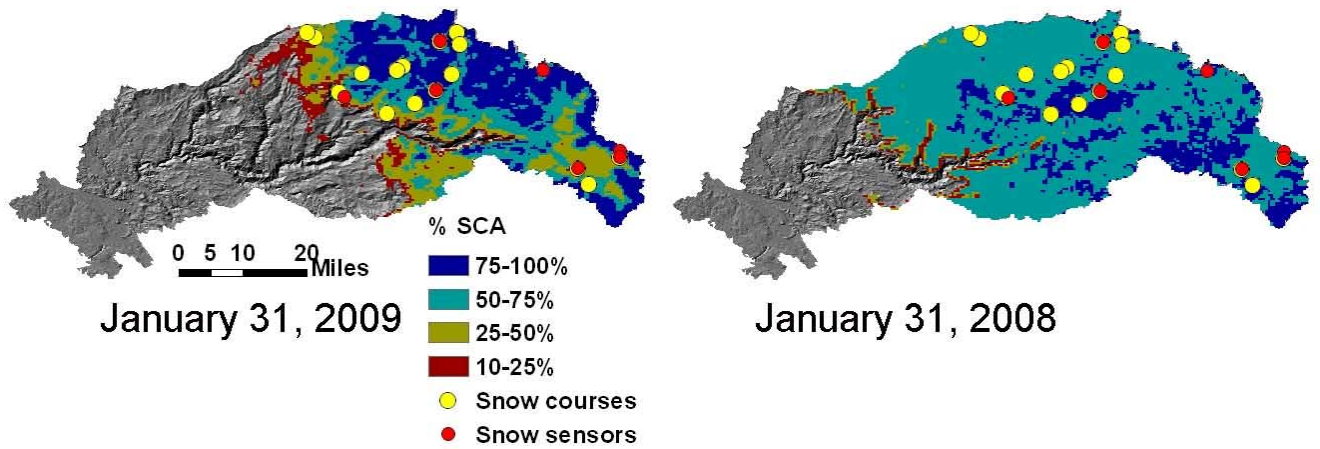 % SCA
0 5 10 20
Miles
75-100%
50-75%
25-50%
10-25%
Snow courses
Snow sensors
January 31, 2009
January 31, 2008